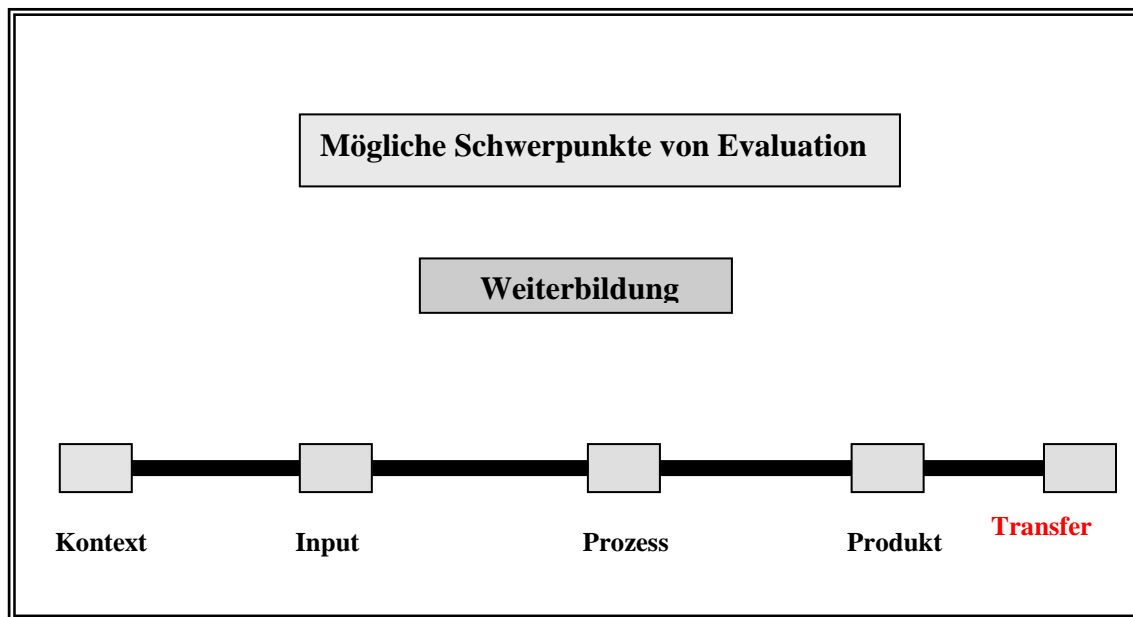 Mögliche Schwerpunkte von Evaluation
Weiterbildung
Kontext
Input
Prozess
Produkt
Transfer